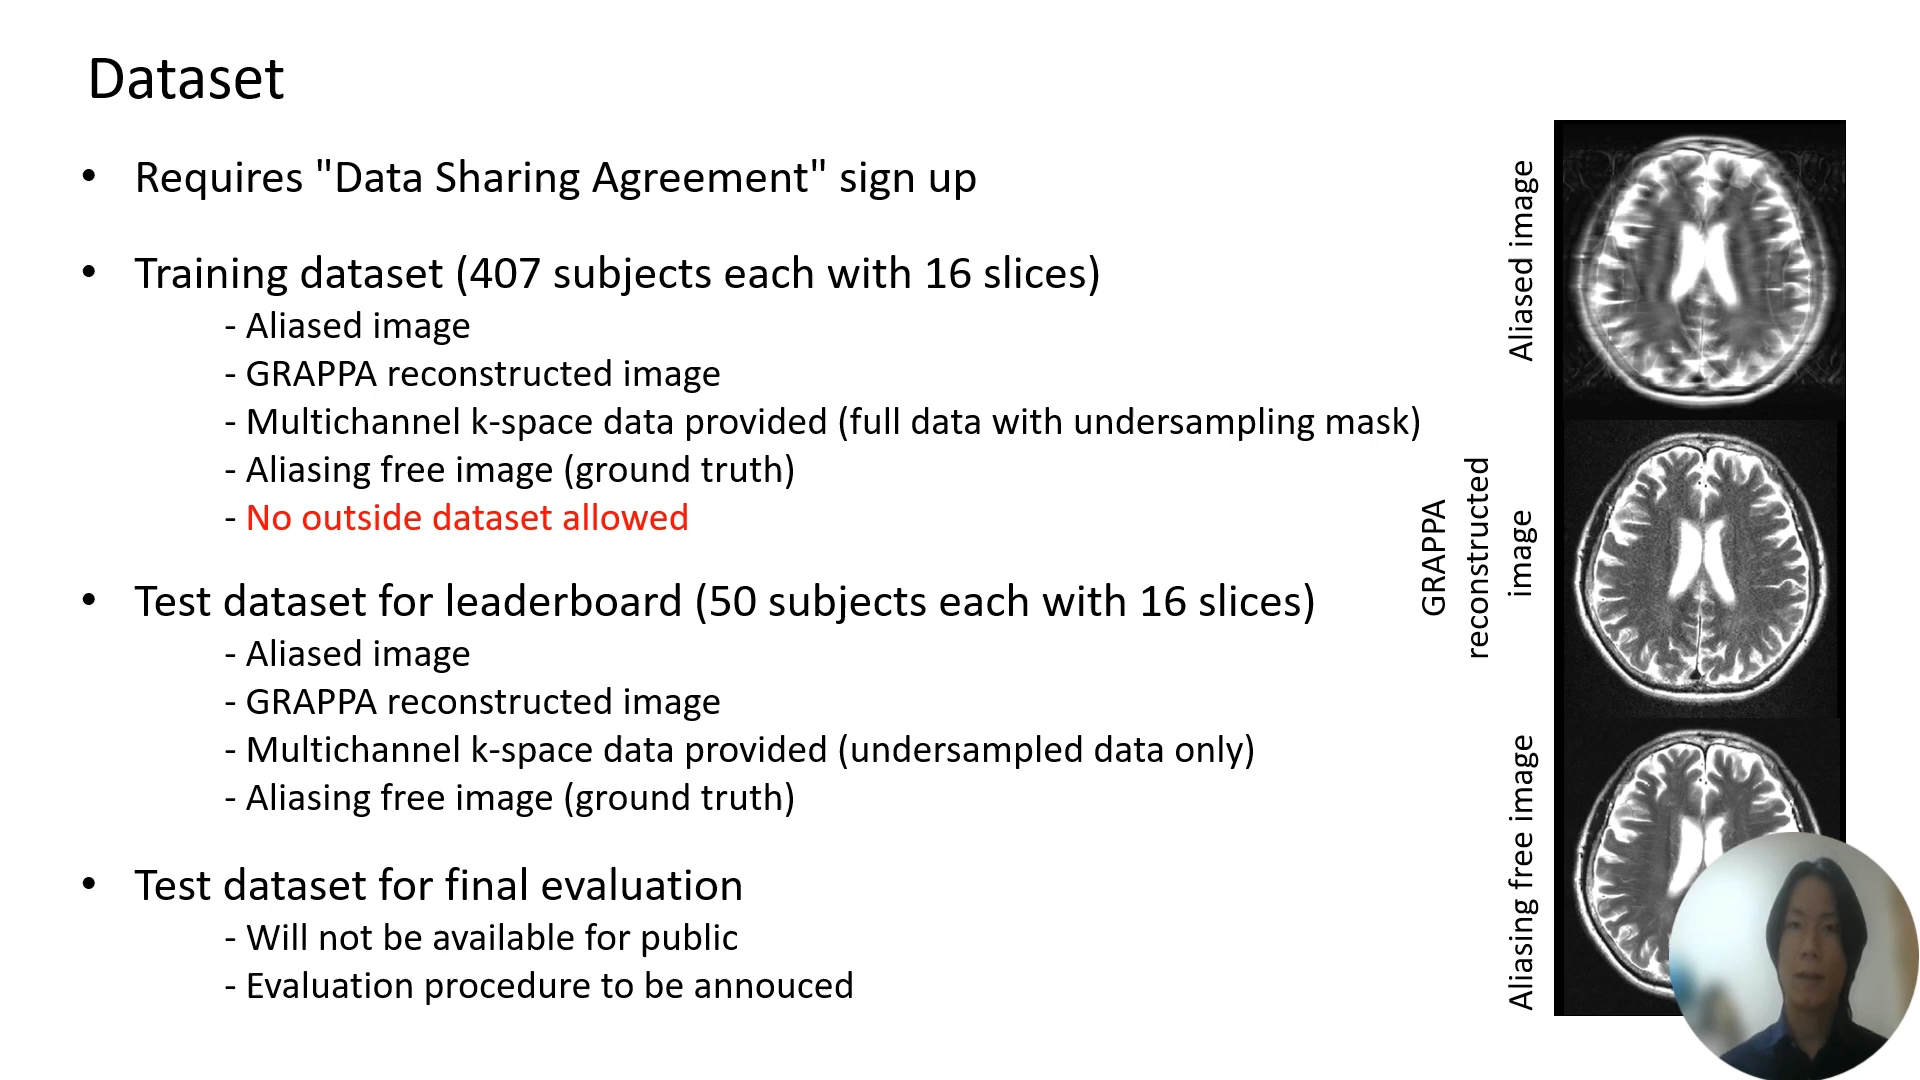 Dataset
• Requires "Data Sharing Agreement" sign up
• Training dataset (407 subjects each with 16 slices)
- Aliased image
- GRAPPA reconstructed image
- Multichannel k-space data provided (full data with undersampling mask)
- Aliasing free image (ground truth)
- No outside dataset allowed
• Test dataset for leaderboard (50 subjects each with 16 slices)
- Aliased image
- GRAPPA reconstructed image
- Multichannel k-space data provided (undersampled data only)
- Aliasing free image (ground truth)
• Test dataset for final evaluation
- Will not be available for public
- Evaluation procedure to be annouced
Aliased image
GRAPPA
reconstructed
image
Aliasing free image